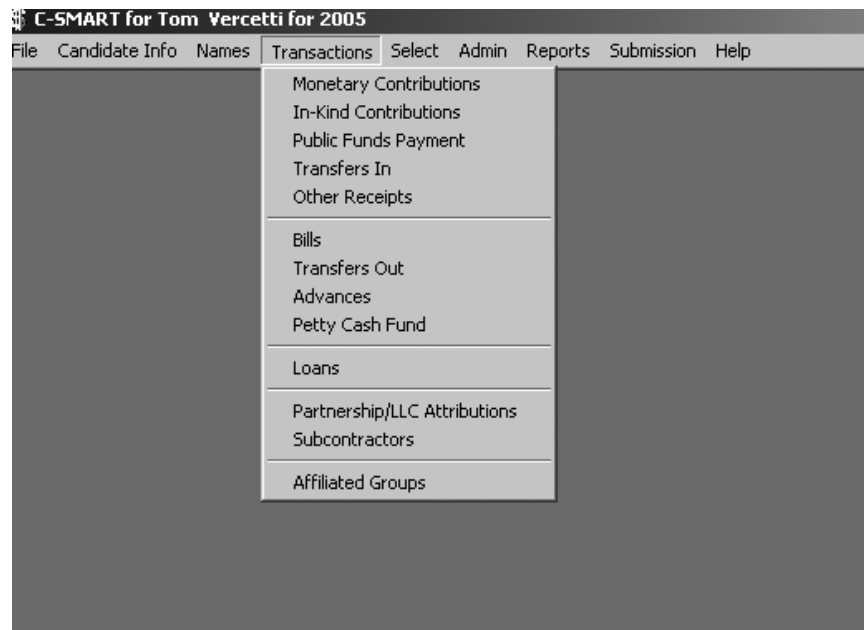 C-SMART for Tom Vercetti for 2005
File Candidate Info Names Transactions Select Admin Reports Submission Help
Monetary Contributions
In-Kind Contributions
Public Funds Payment
Transfers In
Other Receipts
Bills
Transfers Out
Advances
Petty Cash Fund
Loans
Partnership/LLC Attributions
Subcontractors
Affiliated Groups